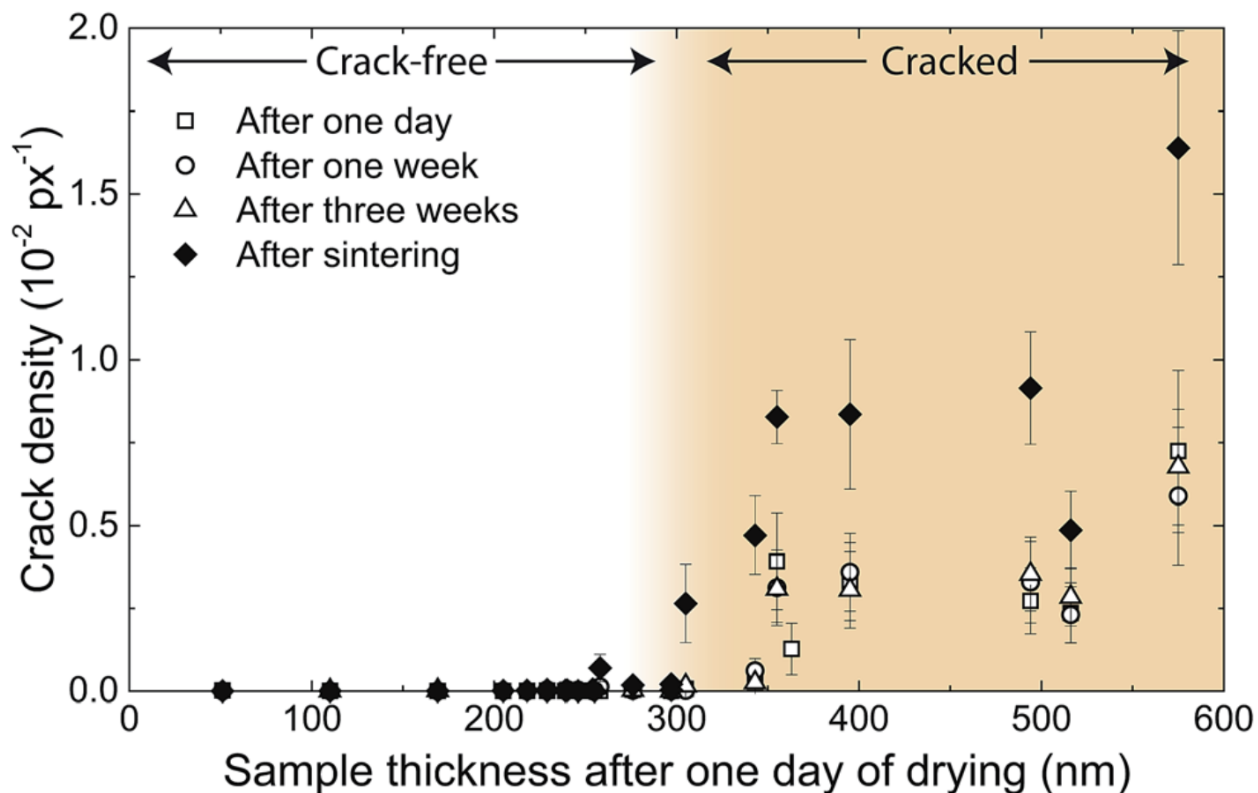 Crack-free
Cracked
After one day
After one week
After three weeks
After sintering
2.0
1.5
1.0
0.5
0.0
Crack density (10⁻² px⁻¹)
0 100 200 300 400 500 600
Sample thickness after one day of drying (nm)